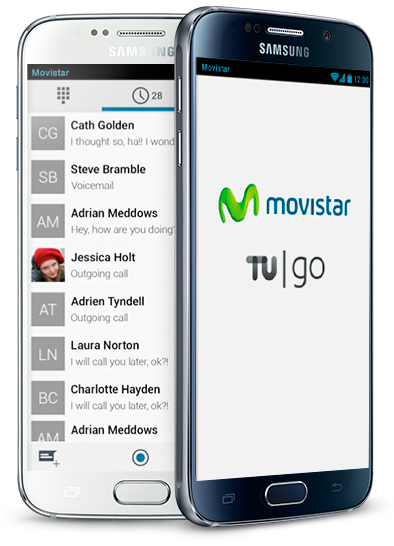 SAMSUNG
Movistar
28
CG
Cath Golden
I thought so, ha!! I wond
SB
Steve Bramble
Voicemail
AM
Adrian Meddows
Hey, how are you doing?
Jessica Holt
Outgoing call
AT
Adrien Tyndell
Outgoing call
LN
Laura Norton
I will call you later, ok?!
BC
Charlotte Hayden
I will call you later, ok?!
AM
Adrian Meddows
SAMSUNG
Movistar
12:00
movistar
TU|go